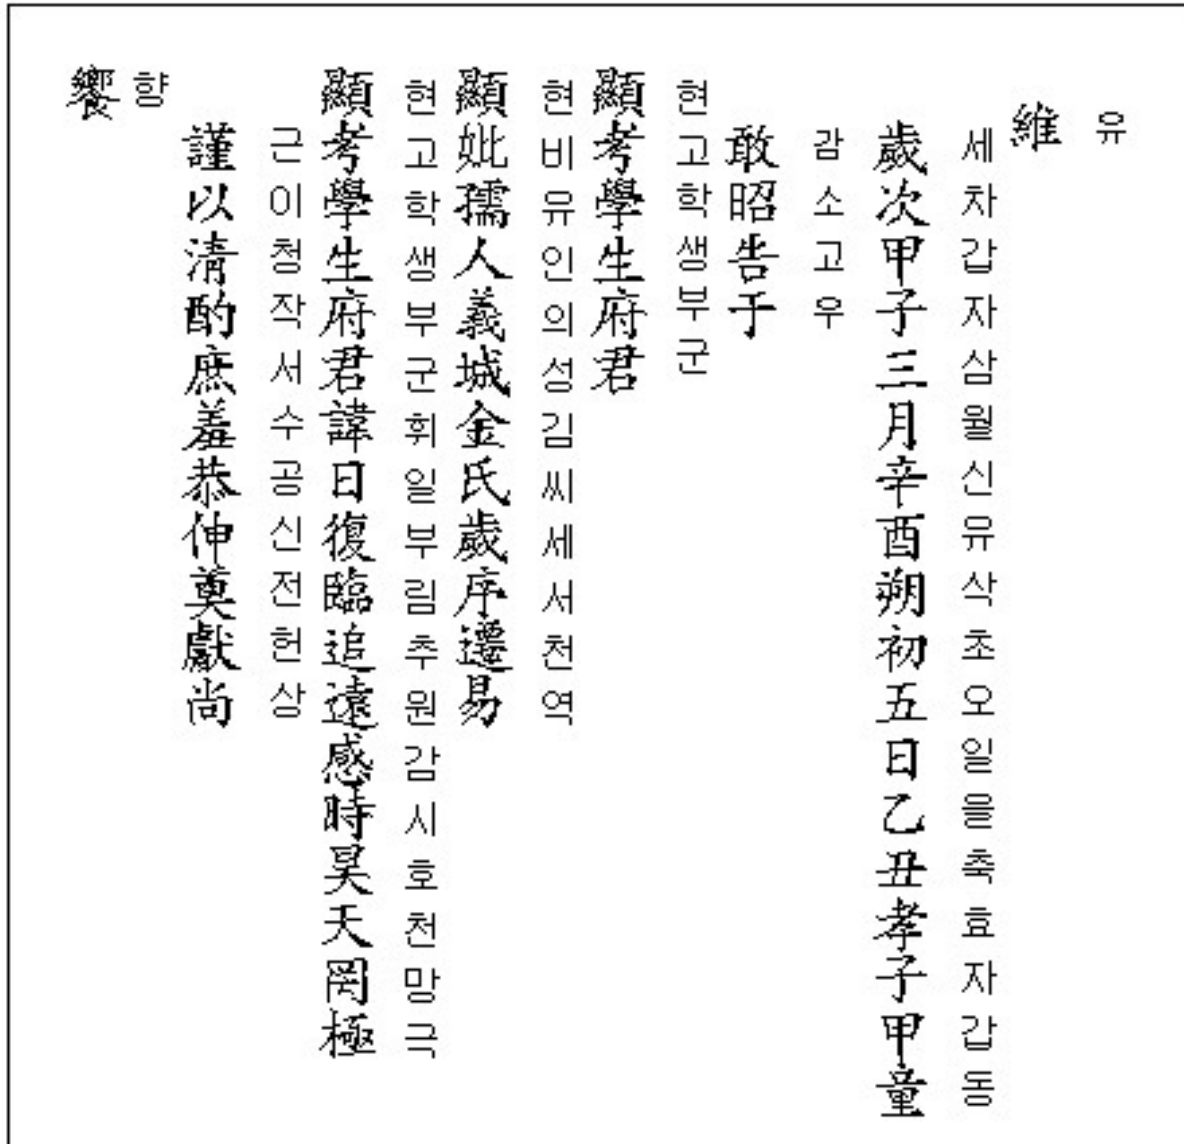 유
維
세차갑자삼월신유삭초오일을축효자갑동
歲次甲子三月辛酉朔初五日乙丑孝子甲童
감소고우
敢昭告于
현고학생부군
顯考學生府君
현비유인의성김씨세서천역
顯妣孺人義城金氏歲序遷易
현고학생부군휘일부림추원감시호천망극
顯考學生府君諱日復臨追遠感時昊天罔極
근이청작서수공신전헌상
謹以淸酌庶羞恭伸奠獻尙
향
饗